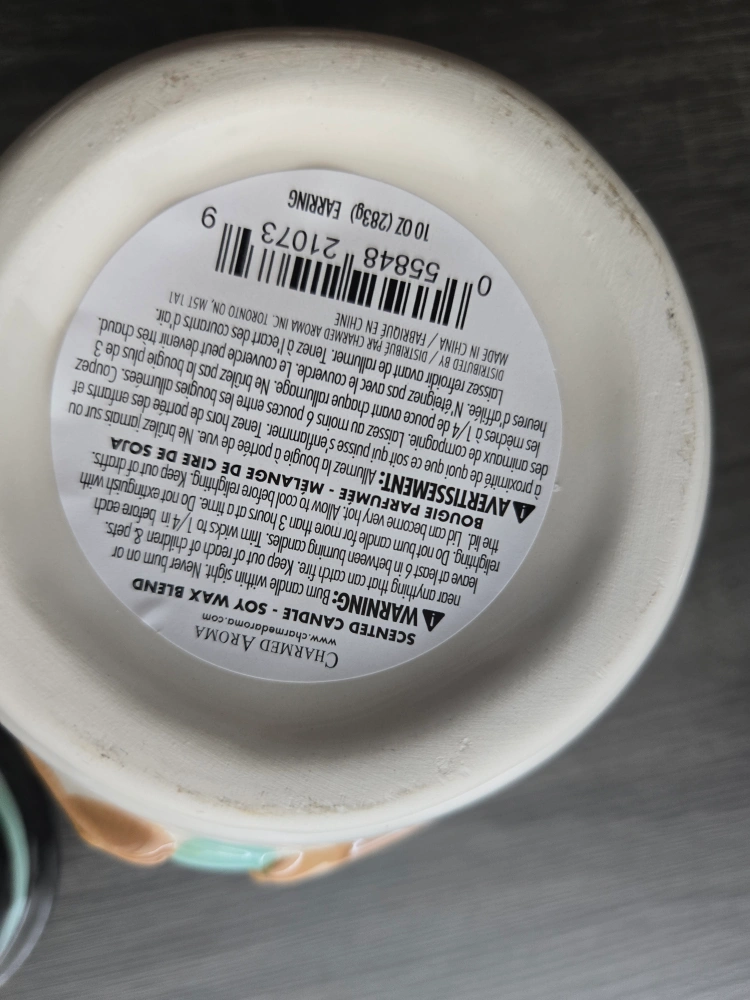 CHARMED AROMA
www.charmedaroma.com
SCENTED CANDLE - SOY WAX BLEND
WARNING: Burn candle within sight. Never burn on or
near anything that can catch fire. Keep out of reach of children & pets.
leave at least 6 in between burning candles. Trim wicks to 1/4 in before each
relighting. Do not burn candle for more than 3 hours at a time. Do not extinguish with
the lid. Lid can become very hot. Allow to cool before relighting. Keep out of drafts.
BOUGIE PARFUMÉE - MÉLANGE DE CIRE DE SOJA
AVERTISSEMENT: Allumez la bougie à portée de vue. Ne brûlez jamais sur ou
à proximité de quoi que ce soit qui puisse s'enflammer. Tenez hors de portée des enfants et
des animaux de compagnie. Laissez au moins 6 pouces entre les bougies allumées. Coupez
les mèches à 1/4 de pouce avant chaque allumage. Ne brûlez pas la bougie plus de 3
heures d'affilée. N'éteignez pas avec le couvercle. Le couvercle peut devenir très chaud.
Laissez refroidir avant de rallumer. Tenez à l'écart des courants d'air.
DISTRIBUTED BY / DISTRIBUÉ PAR CHARMED AROMA INC. TORONTO ON, M5T 1A1
MADE IN CHINA / FABRIQUÉ EN CHINE
0 55848 21073 9
10 OZ (283g) EARRING